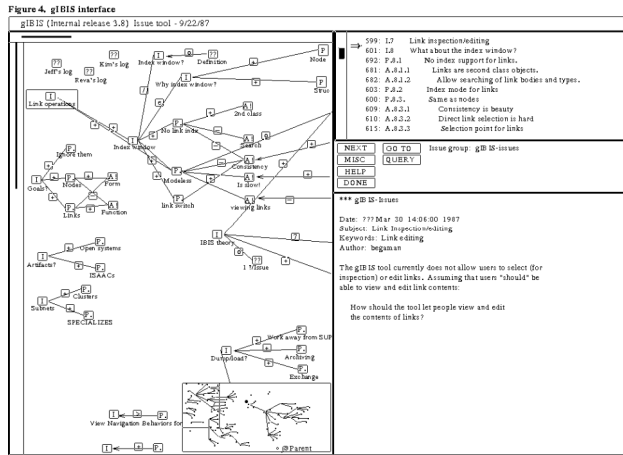 Figure 4. gIBIS interface
gIBIS (Internal release 3.8) Issue tool - 9/22/87
??
Jeff's log
??
Kim's log
??
Reva's log
I
Index window?
??
Definition
P
Node
I
Why index window?
P
Struc
I
Link operations
I
Index window
P.
No link index
A!
2nd class
A!
Search
A!
Consistency
P.
Modeless
A!
Is slow!
P.
link switch
A!
viewing links
P.
Ignore them
I
Goals?
P.
Nodes
A!
Form
P.
Links
A!
Function
I
IBIS theory
?
??
1 ?/Issue
I
Artifacts?
P.
Open systems
P.
ISAACs
I
Subnets
P.
Clusters
P.
SPECIALIZES
I
Dump/load?
P.
Work away from SUP
P.
Archiving
P.
Exchange
I
P.
View Navigation Behaviors for
I
P.
j@Parent
599: I.7 Link inspection/editing
601: I.8 What about the index window?
692: P.8.1 No index support for links.
681: A.8.1.1 Links are second class objects.
682: A.8.1.2 Allow searching of link bodies and types.
603: P.8.2 Index mode for links
600: P.8.3. Same as nodes
609: A.8.3.1 Consistency is beauty
610: A.8.3.2 Direct link selection is hard
615: A.8.3.3 Selection point for links
NEXT GO TO Issue group: gIBIS-issues
MISC QUERY
HELP
DONE
*** gIBIS-Issues
Date: ??? Mar 30 14:06:00 1987
Subject: Link Inspection/editing
Keywords: Link editing
Author: begeman
The gIBIS tool currently does not allow users to select (for
inspection) or edit links. Assuming that users "should" be
able to view and edit link contents:
How should the tool let people view and edit
the contents of links?